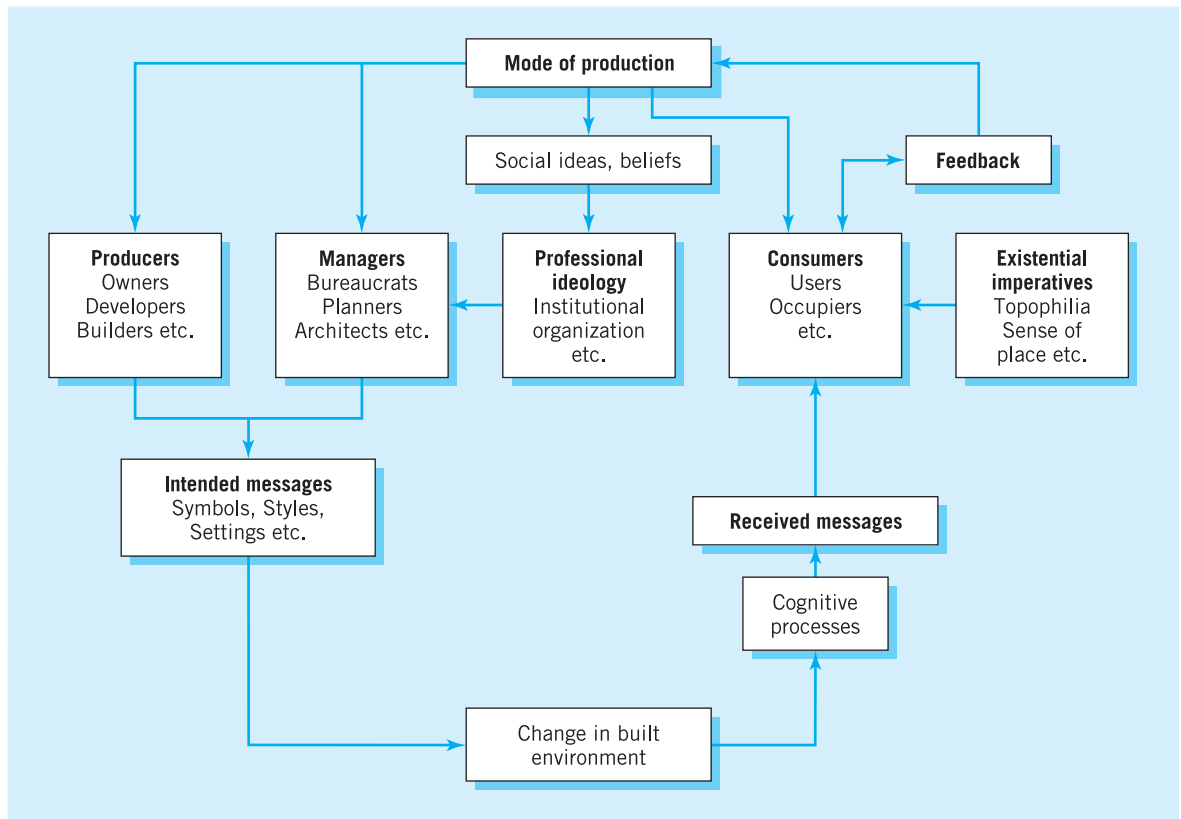 Mode of production
Social ideas, beliefs
Feedback
Producers
Owners
Developers
Builders etc.
Managers
Bureaucrats
Planners
Architects etc.
Professional
ideology
Institutional
organization
etc.
Consumers
Users
Occupiers
etc.
Existential
imperatives
Topophilia
Sense of
place etc.
Intended messages
Symbols, Styles,
Settings etc.
Received messages
Cognitive
processes
Change in built
environment